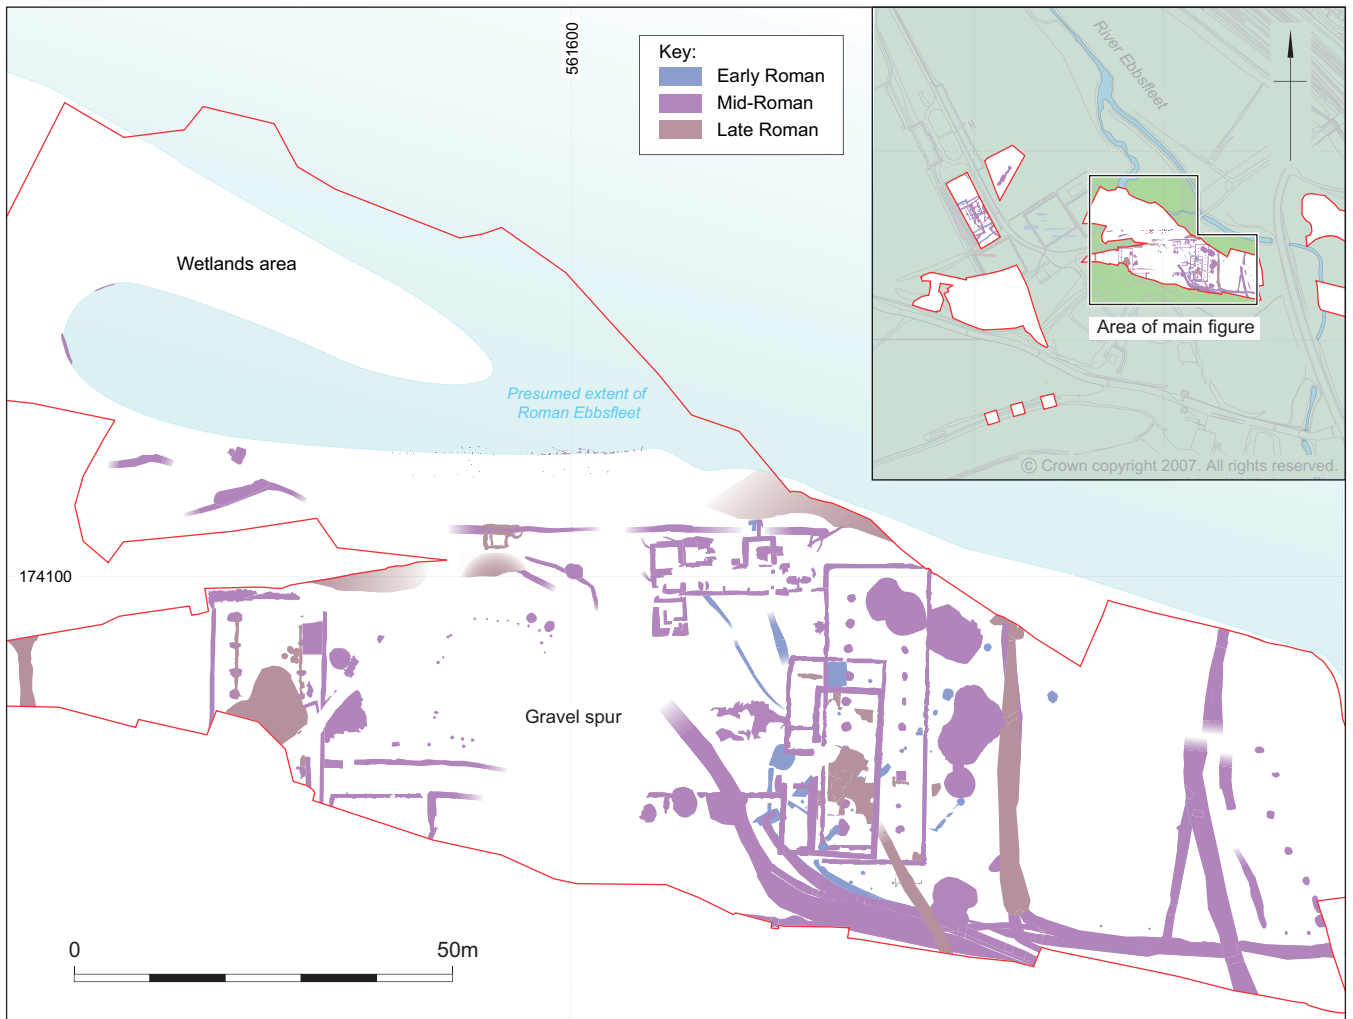 561600
Key:
Early Roman
Mid-Roman
Late Roman
River Ebbsfleet
Area of main figure
© Crown copyright 2007. All rights reserved.
Wetlands area
Presumed extent of
Roman Ebbsfleet
174100
Gravel spur
0
50m